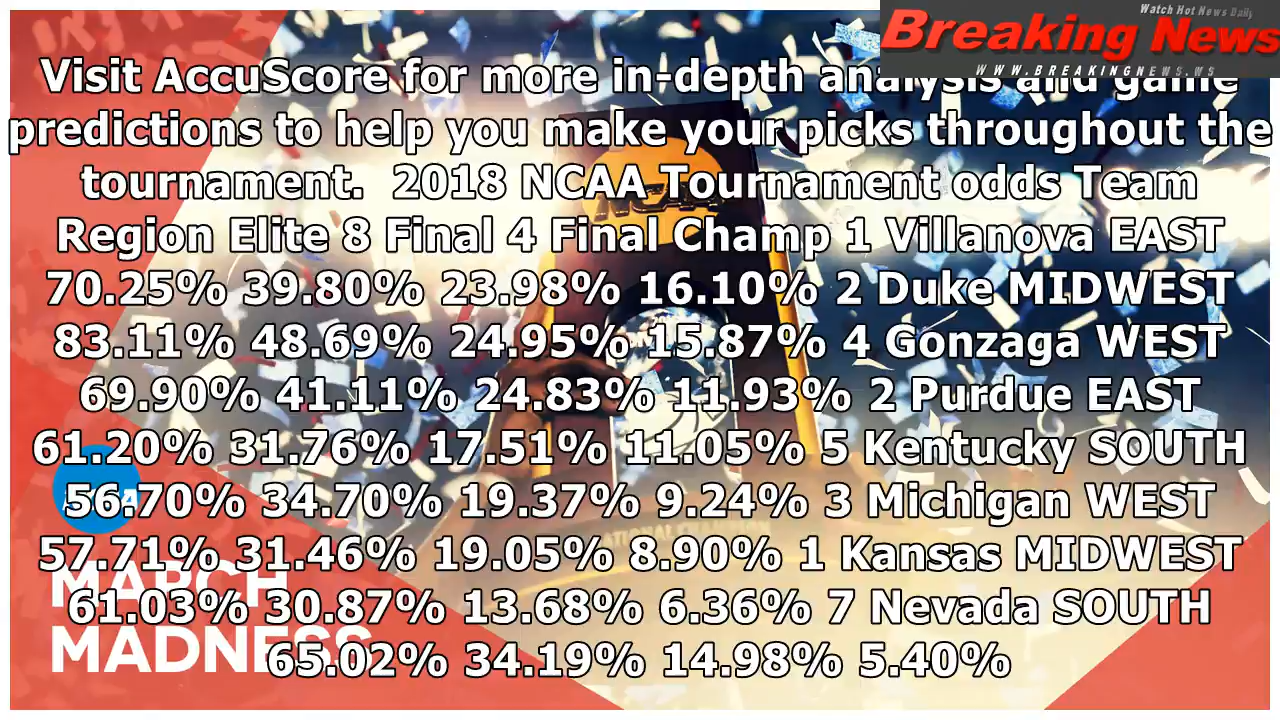 Watch Hot News Daily
Breaking News
WWW.BREAKINGNEWS.WS
Visit AccuScore for more in-depth analysis and game
predictions to help you make your picks throughout the
tournament.  2018 NCAA Tournament odds Team
Region Elite 8 Final 4 Final Champ 1 Villanova EAST
70.25% 39.80% 23.98% 16.10% 2 Duke MIDWEST
83.11% 48.69% 24.95% 15.87% 4 Gonzaga WEST
69.90% 41.11% 24.83% 11.93% 2 Purdue EAST
61.20% 31.76% 17.51% 11.05% 5 Kentucky SOUTH
56.70% 34.70% 19.37% 9.24% 3 Michigan WEST
57.71% 31.46% 19.05% 8.90% 1 Kansas MIDWEST
61.03% 30.87% 13.68% 6.36% 7 Nevada SOUTH
65.02% 34.19% 14.98% 5.40%
NCAA
NATIONAL CHAMPION
MARCH
MADNESS